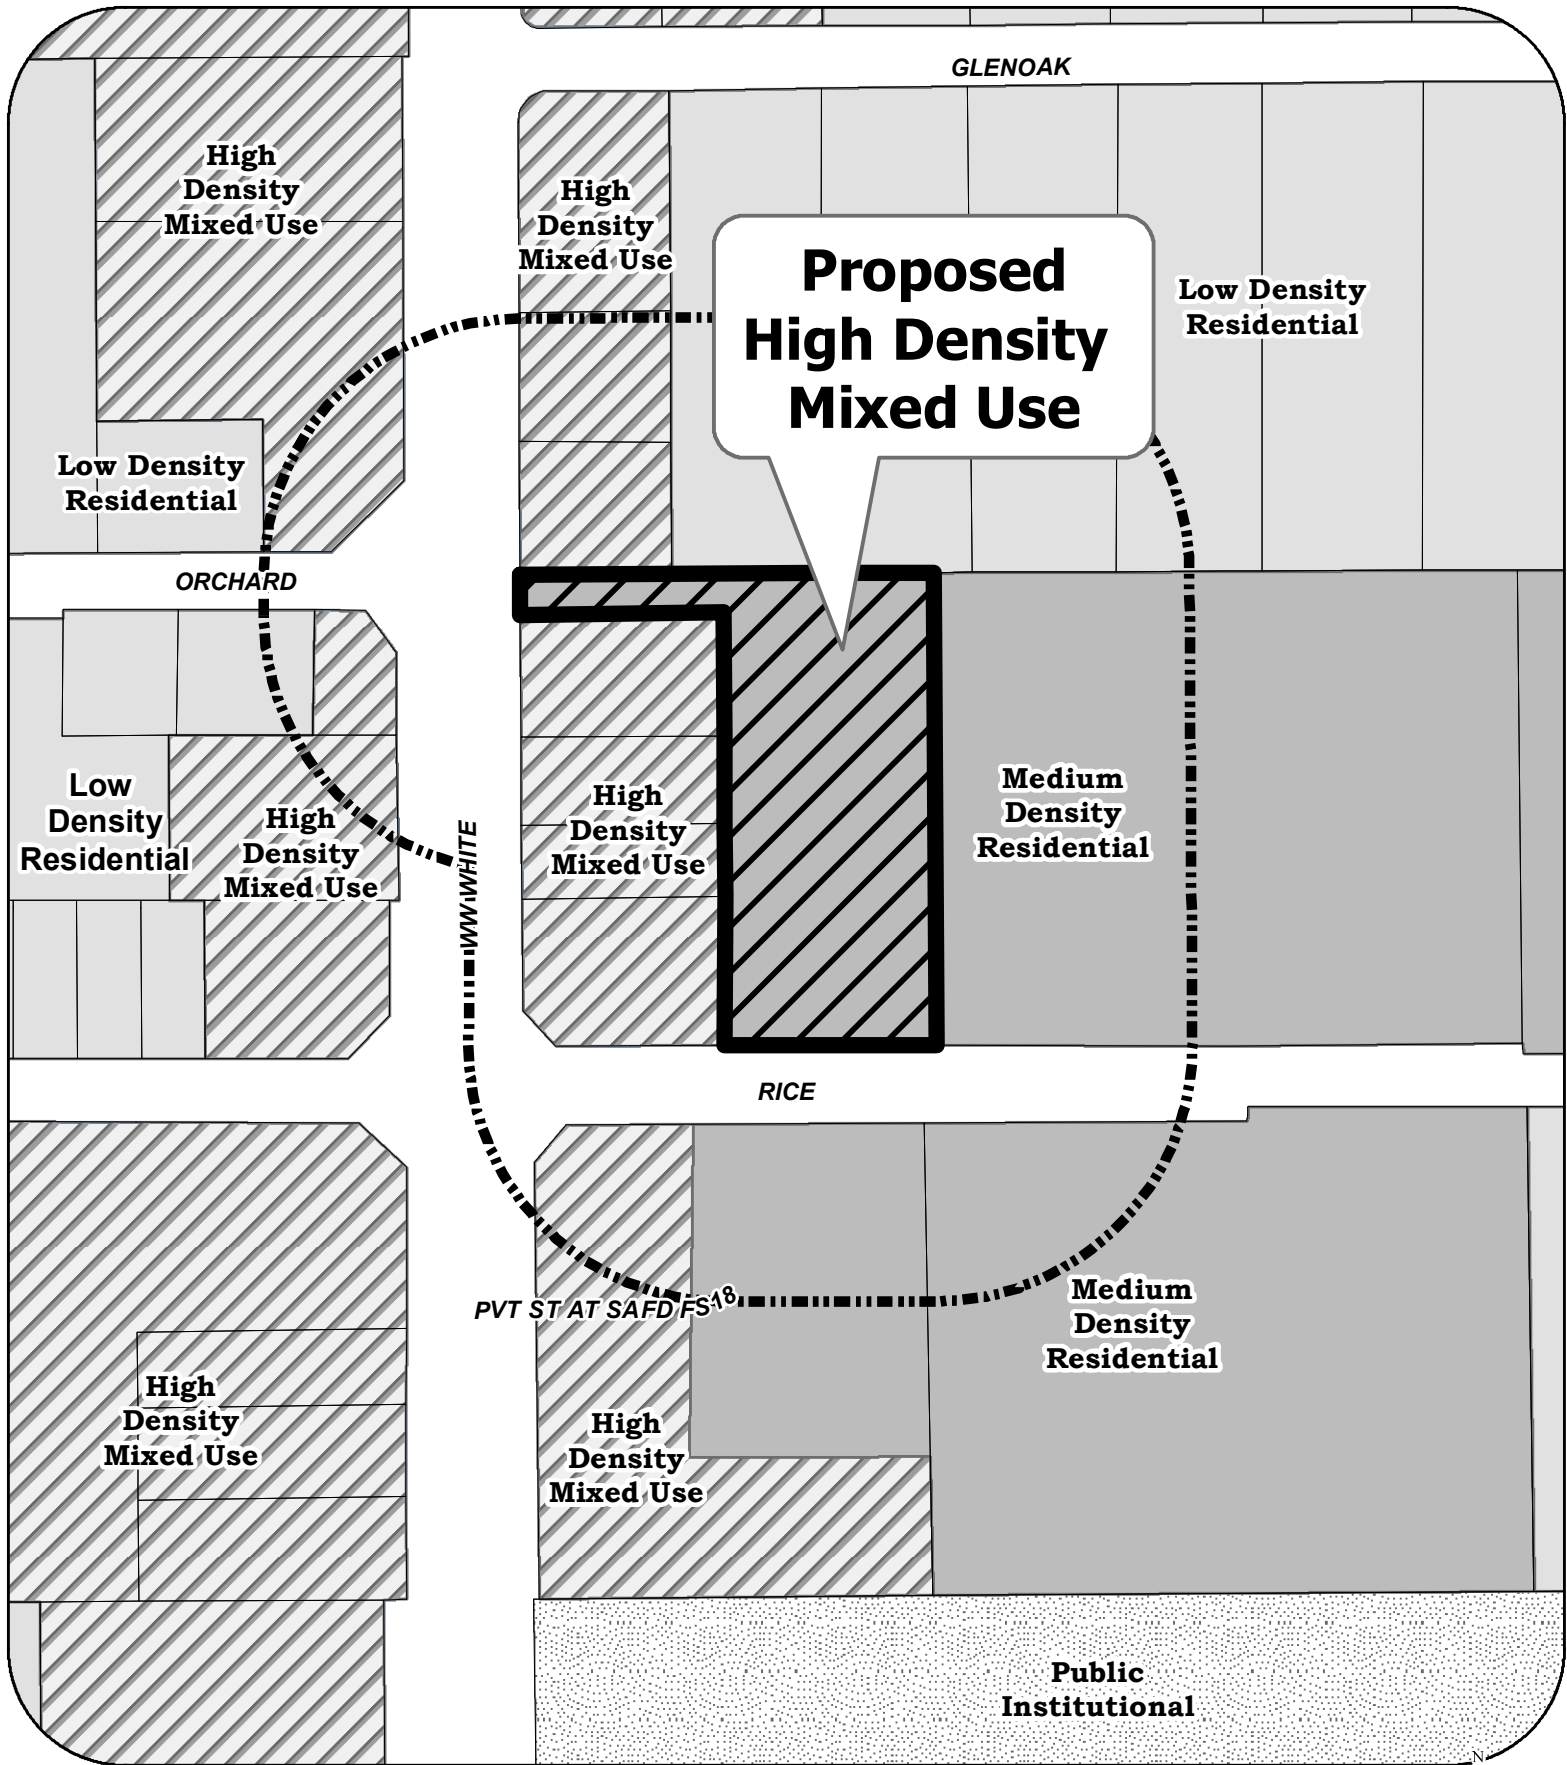 GLENOAK
High
Density
Mixed Use
High
Density
Mixed Use
Proposed
High Density
Mixed Use
Low Density
Residential
Low Density
Residential
ORCHARD
Low
Density
Residential
High
Density
Mixed Use
WW WHITE
High
Density
Mixed Use
Medium
Density
Residential
RICE
PVT ST AT SAFD FS 18
Medium
Density
Residential
High
Density
Mixed Use
High
Density
Mixed Use
Public
Institutional
N